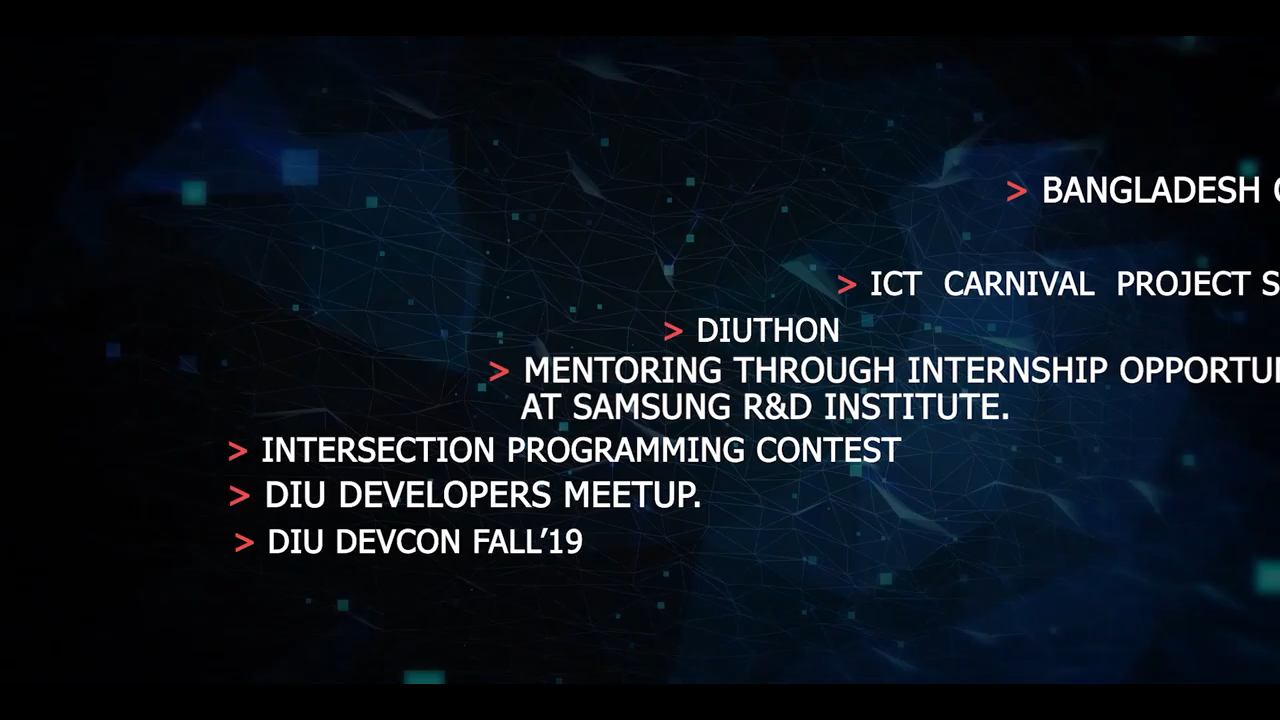 > BANGLADESH
> ICT CARNIVAL PROJECT
> DIUTHON
> MENTORING THROUGH INTERNSHIP
AT SAMSUNG R&D INSTITUTE.
> INTERSECTION PROGRAMMING CONTEST
> DIU DEVELOPERS MEETUP.
> DIU DEVCON FALL’19